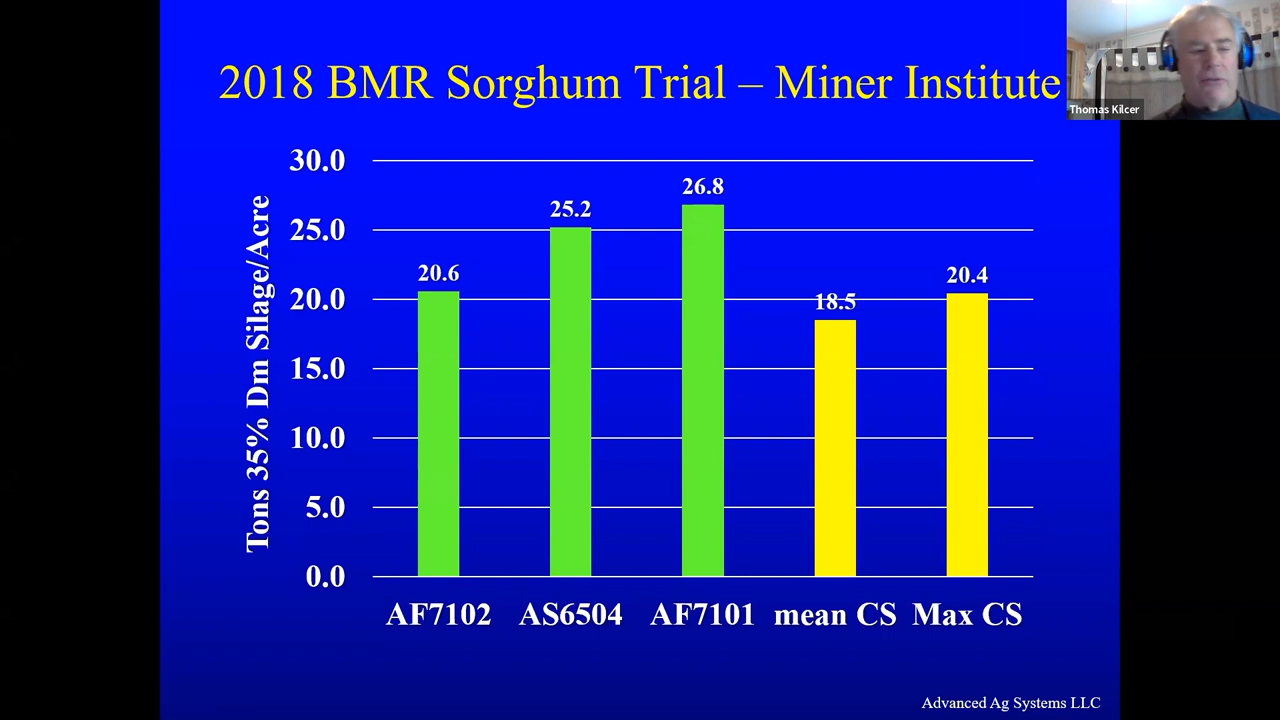 2018 BMR Sorghum Trial – Miner Institute
Thomas Kilcer
Tons 35% Dm Silage/Acre
30.0
25.0
20.0
15.0
10.0
5.0
0.0
20.6
25.2
26.8
18.5
20.4
AF7102 AS6504 AF7101 mean CS Max CS
Advanced Ag Systems LLC